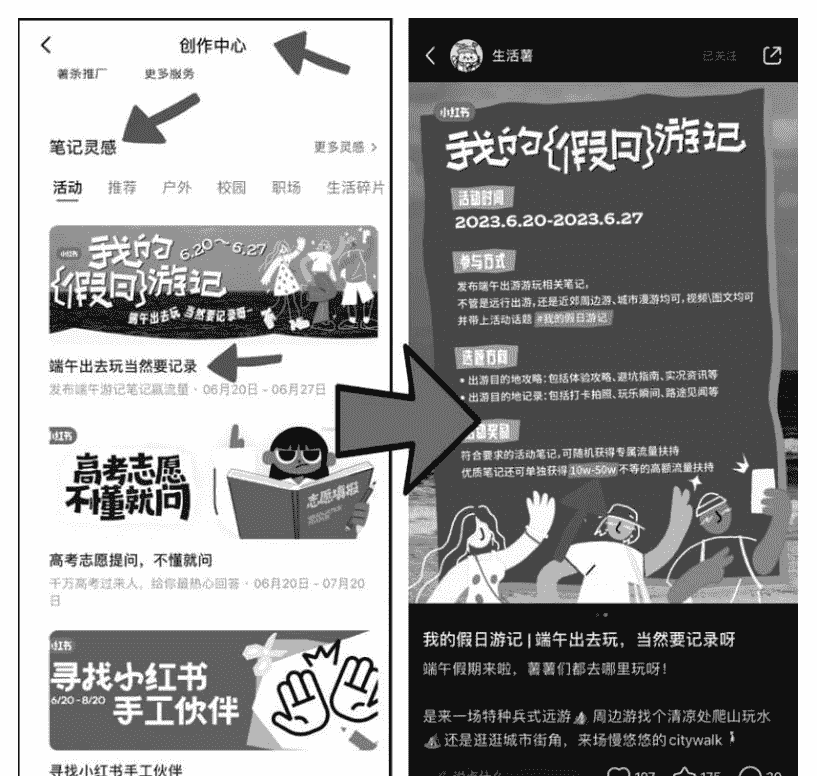 创作中心
薯条推广
更多服务
笔记灵感
更多灵感 >
活动
推荐
户外
校园
职场
生活碎片
小红书
我的
6.20~6.27
{假日}游记
端午出去玩 当然要记录呀~
端午出去玩当然要记录
发布端午游记笔记赢流量 · 06月20日 - 06月27日
小红书
高考志愿
不懂就问
志愿填报
高考志愿提问，不懂就问
千万高考过来人，给你最热心回答 · 06月20日 - 07月20
日
小红书
寻找小红书
6/20-8/20
手工伙伴
寻找小红书手工伙伴
生活薯
已关注
小红书
我的{假日}游记
活动时间
2023.6.20-2023.6.27
参与方式
发布端午出游游玩相关笔记，
不管是远行出游，还是近郊周边游、城市漫游均可，视频\图文均可
并带上活动话题 #我的假日游记
选题方向
• 出游目的地攻略：包括体验攻略、避坑指南、实况资讯等
• 出游目的地记录：包括打卡拍照、玩乐瞬间、路途见闻等
活动奖励
符合要求的活动笔记，可随机获得专属流量扶持
优质笔记还可单独获得10w-50w不等的高额流量扶持
我的假日游记 | 端午出去玩，当然要记录呀
端午假期来啦，薯薯们都去哪里玩呀！
是来一场特种兵式远游 周边游找个清凉处爬山玩水
还是逛逛城市街角，来场慢悠悠的citywalk